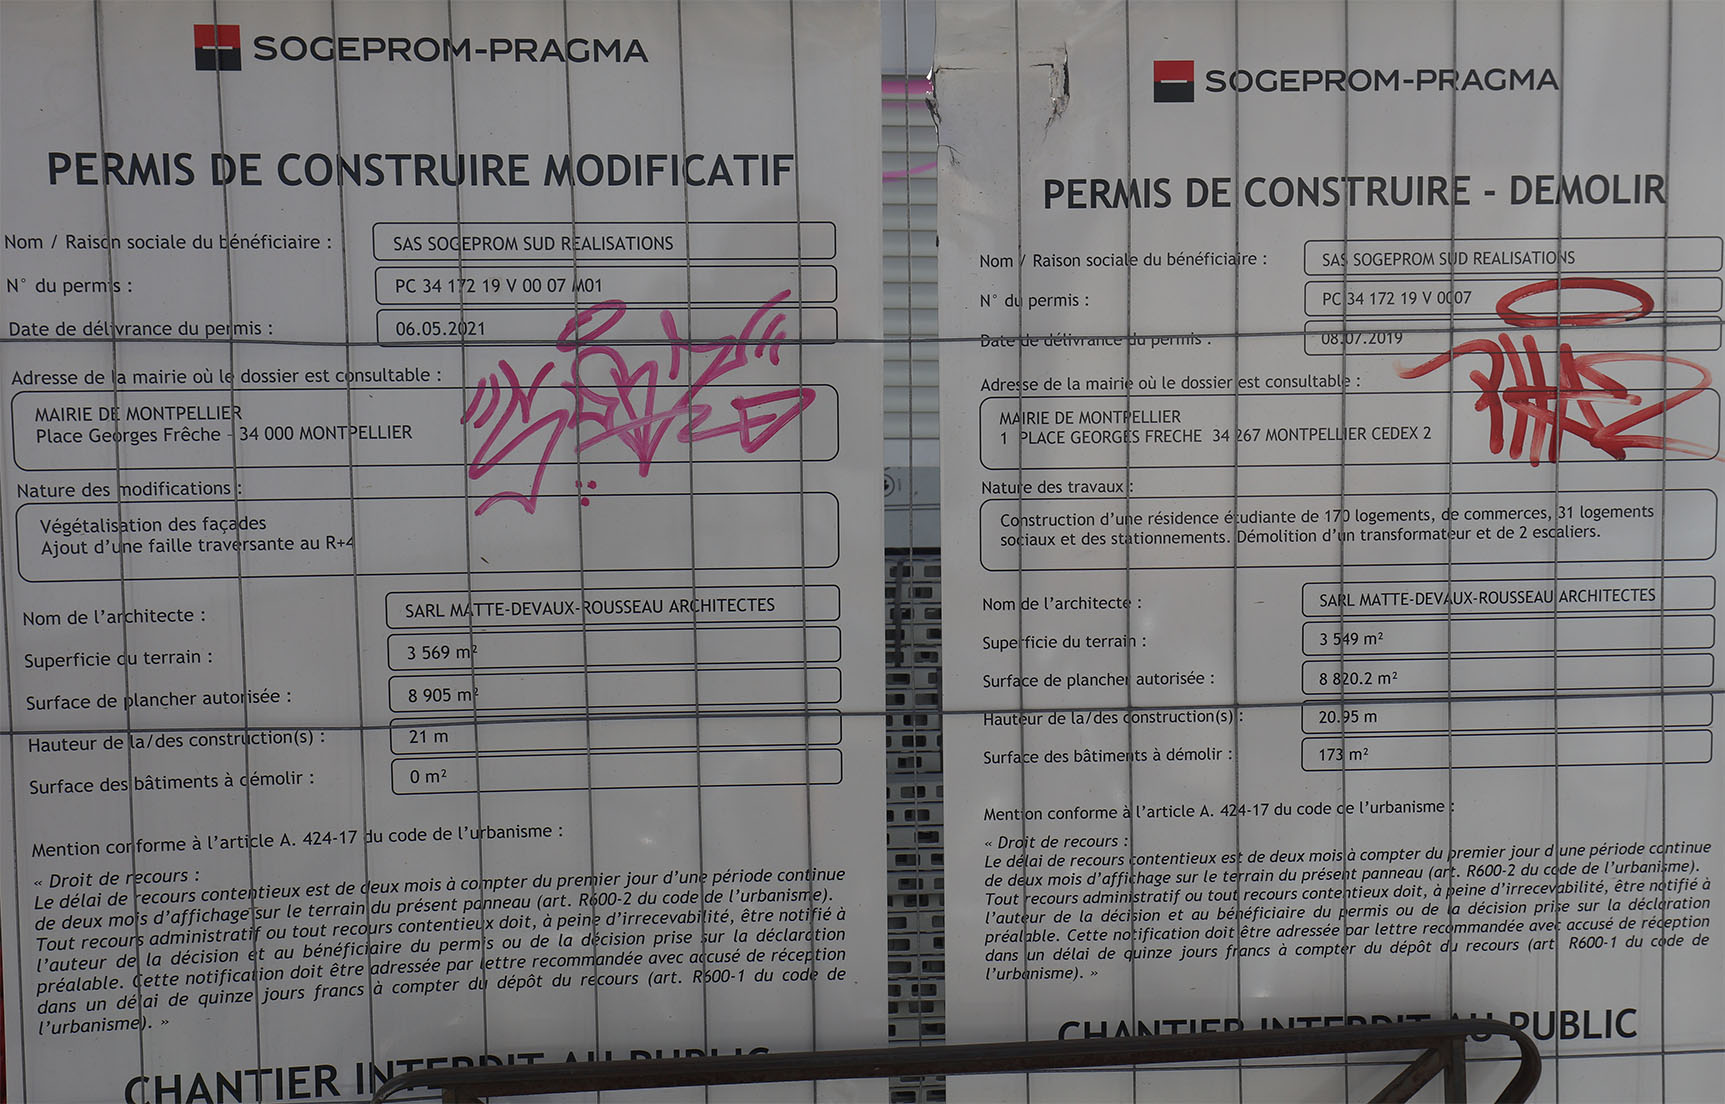 SOGEPROM-PRAGMA
PERMIS DE CONSTRUIRE MODIFICATIF
Nom / Raison sociale du bénéficiaire : SAS SOGEPROM SUD REALISATIONS
N° du permis : PC 34 172 19 V 00 07 M01
Date de délivrance du permis : 06.05.2021
Adresse de la mairie où le dossier est consultable :
MAIRIE DE MONTPELLIER
Place Georges Frêche - 34 000 MONTPELLIER
Nature des modifications :
Végétalisation des façades
Ajout d'une faille traversante au R+4
Nom de l'architecte : SARL MATTE-DEVAUX-ROUSSEAU ARCHITECTES
Superficie du terrain : 3 569 m²
Surface de plancher autorisée : 8 905 m²
Hauteur de la/des construction(s) : 21 m
Surface des bâtiments à démolir : 0 m²
Mention conforme à l'article A. 424-17 du code de l'urbanisme :
« Droit de recours :
Le délai de recours contentieux est de deux mois à compter du premier jour d'une période continue
de deux mois d'affichage sur le terrain du présent panneau (art. R600-2 du code de l'urbanisme).
Tout recours administratif ou tout recours contentieux doit, à peine d'irrecevabilité, être notifié à
l'auteur de la décision et au bénéficiaire du permis ou de la décision prise sur la déclaration
préalable. Cette notification doit être adressée par lettre recommandée avec accusé de réception
dans un délai de quinze jours francs à compter du dépôt du recours (art. R600-1 du code de
l'urbanisme). »
CHANTIER INTERDIT AU PUBLIC
SOGEPROM-PRAGMA
PERMIS DE CONSTRUIRE - DEMOLIR
Nom / Raison sociale du bénéficiaire : SAS SOGEPROM SUD REALISATIONS
N° du permis : PC 34 172 19 V 0007
Date de délivrance du permis : 08.07.2019
Adresse de la mairie où le dossier est consultable :
MAIRIE DE MONTPELLIER
1 PLACE GEORGES FRECHE 34 267 MONTPELLIER CEDEX 2
Nature des travaux :
Construction d'une résidence étudiante de 170 logements, de commerces, 31 logements
sociaux et des stationnements. Démolition d'un transformateur et de 2 escaliers.
Nom de l'architecte : SARL MATTE-DEVAUX-ROUSSEAU ARCHITECTES
Superficie du terrain : 3 549 m²
Surface de plancher autorisée : 8 820.2 m²
Hauteur de la/des construction(s) : 20.95 m
Surface des bâtiments à démolir : 173 m²
Mention conforme à l'article A. 424-17 du code de l'urbanisme :
« Droit de recours :
Le délai de recours contentieux est de deux mois à compter du premier jour d'une période continue
de deux mois d'affichage sur le terrain du présent panneau (art. R600-2 du code de l'urbanisme).
Tout recours administratif ou tout recours contentieux doit, à peine d'irrecevabilité, être notifié à
l'auteur de la décision et au bénéficiaire du permis ou de la décision prise sur la déclaration
préalable. Cette notification doit être adressée par lettre recommandée avec accusé de réception
dans un délai de quinze jours francs à compter du dépôt du recours (art. R600-1 du code de
l'urbanisme). »
CHANTIER INTERDIT AU PUBLIC